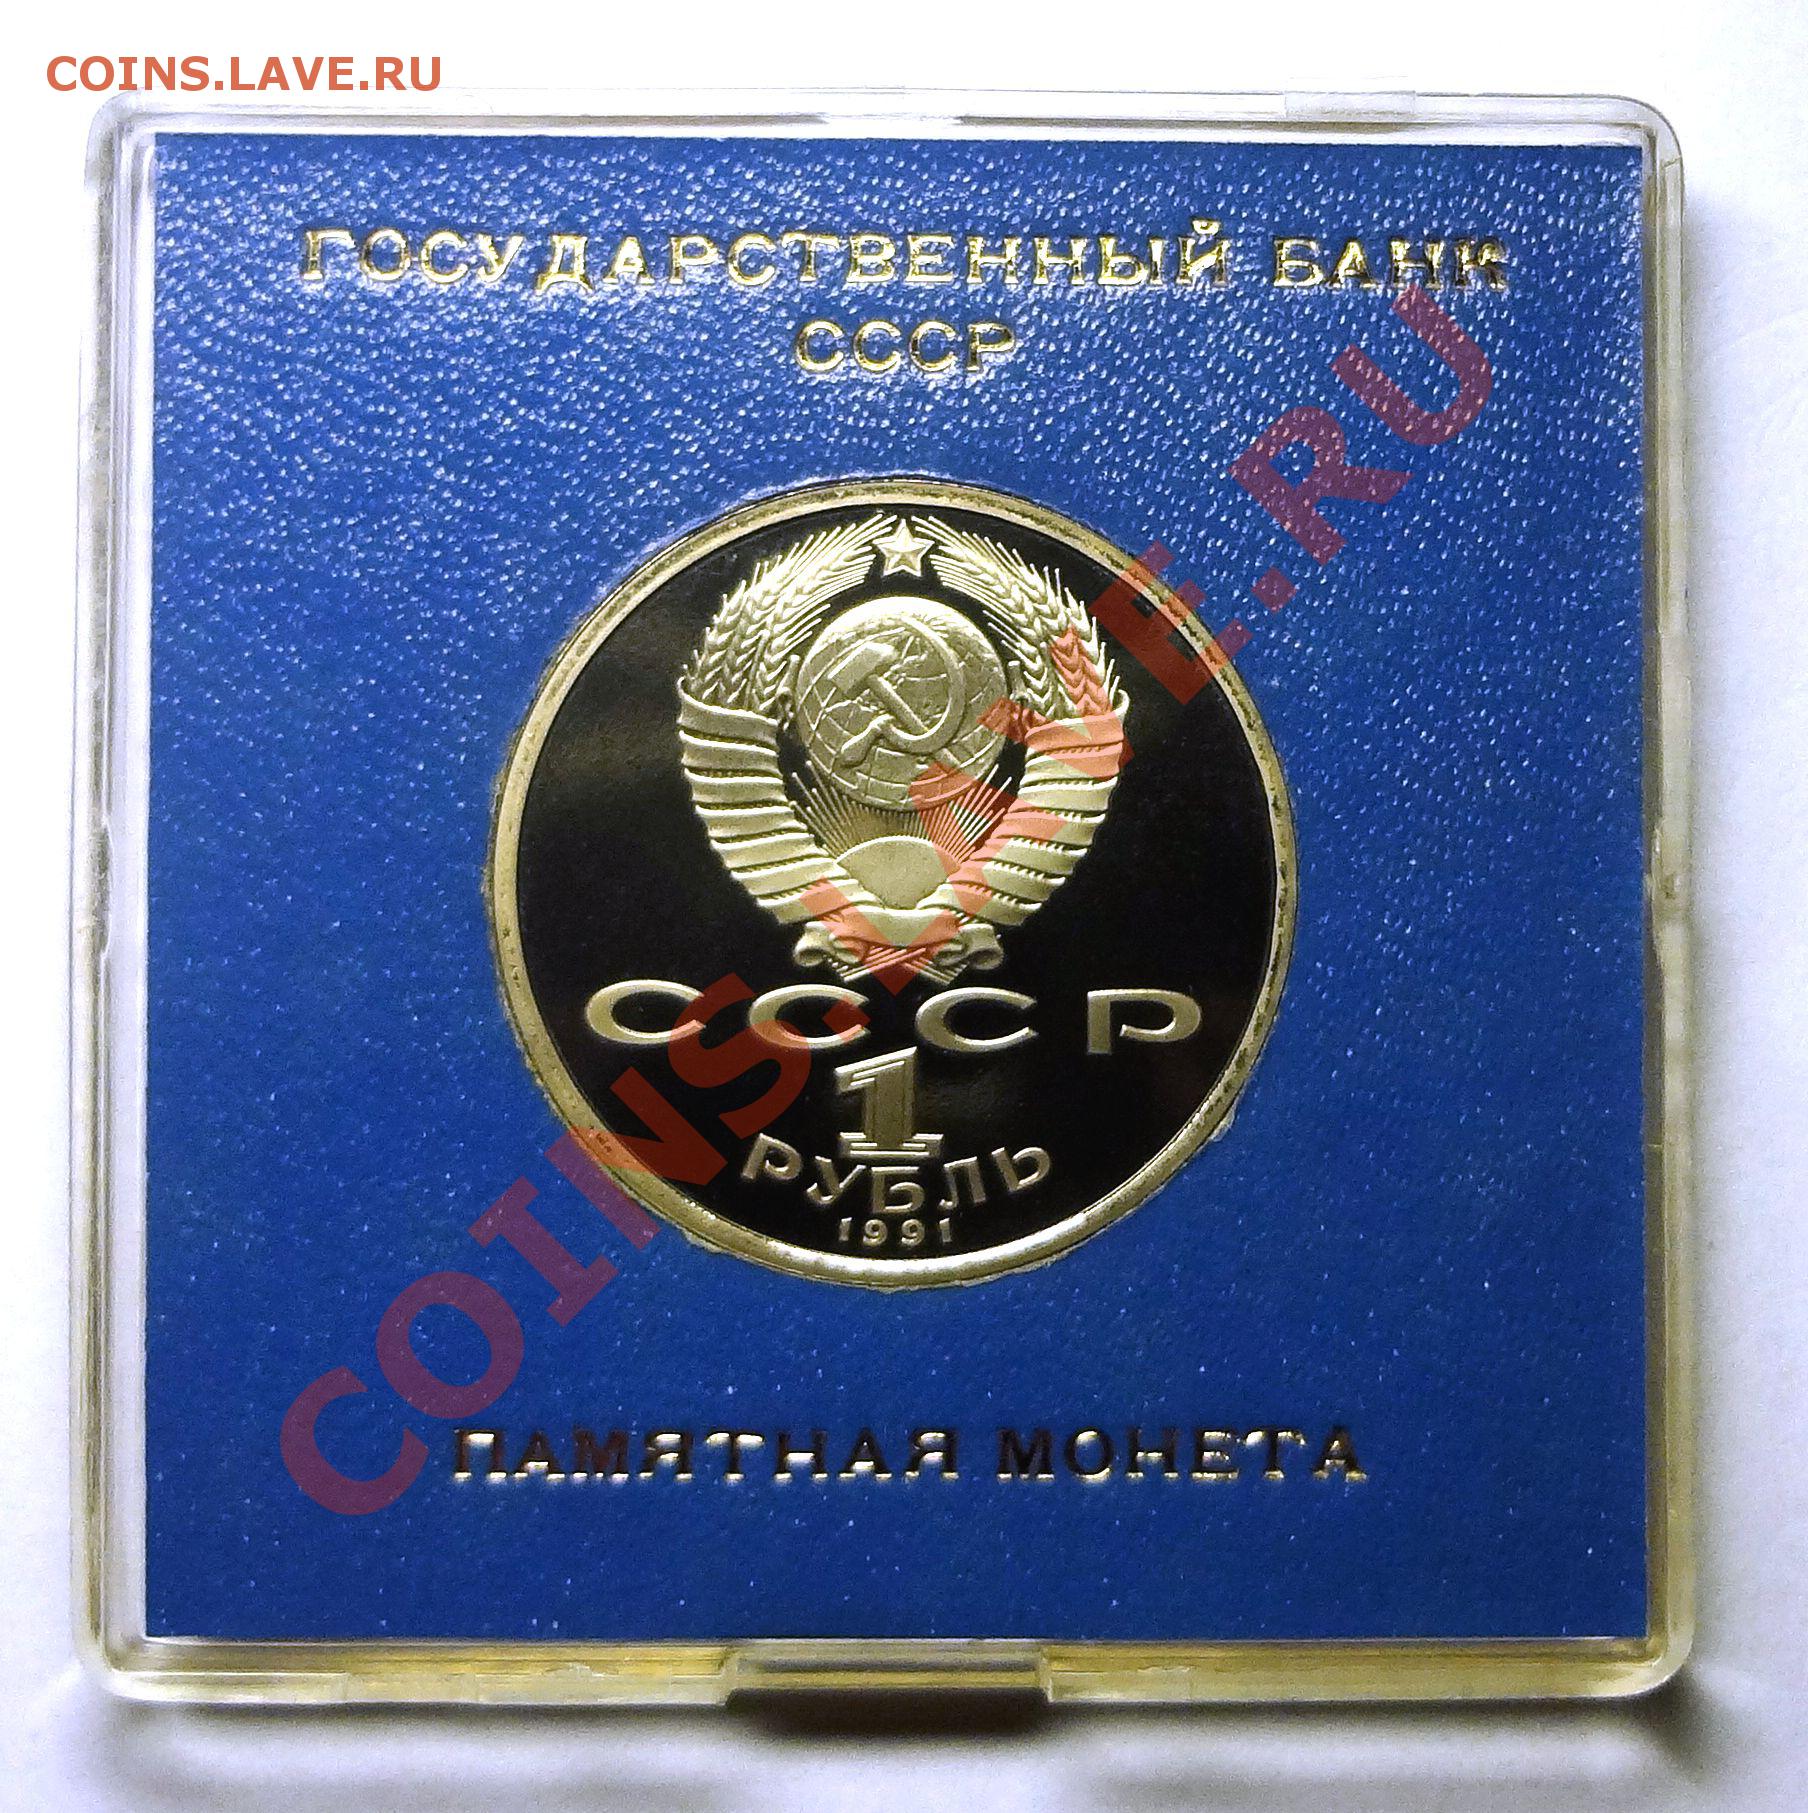 COINS.LAVE.RU
ГОСУДАРСТВЕННЫЙ БАНК
СССР
СССР
1
РУБЛЬ
1991
ПАМЯТНАЯ МОНЕТА
COINS.LAVE.RU